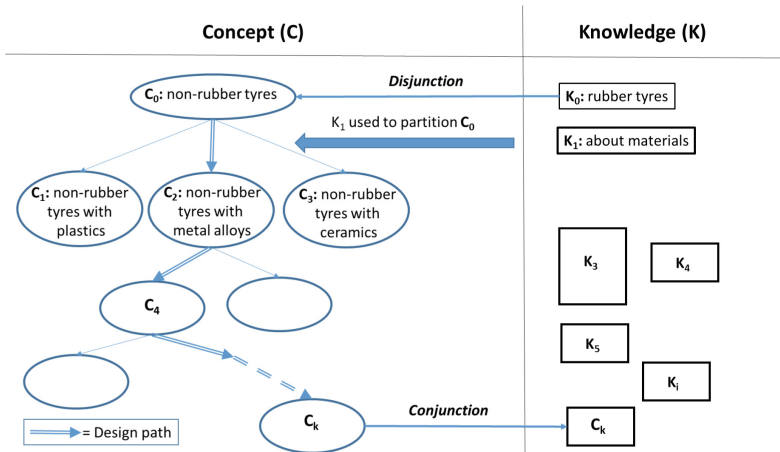 Concept (C)
Knowledge (K)
Disjunction
C₀: non-rubber tyres
K₀: rubber tyres
K₁ used to partition C₀
K₁: about materials
C₁: non-rubber
tyres with
plastics
C₂: non-rubber
tyres with
metal alloys
C₃: non-rubber
tyres with
ceramics
K₃
K₄
C₄
K₅
Kᵢ
Cₖ
Conjunction
Cₖ
= Design path